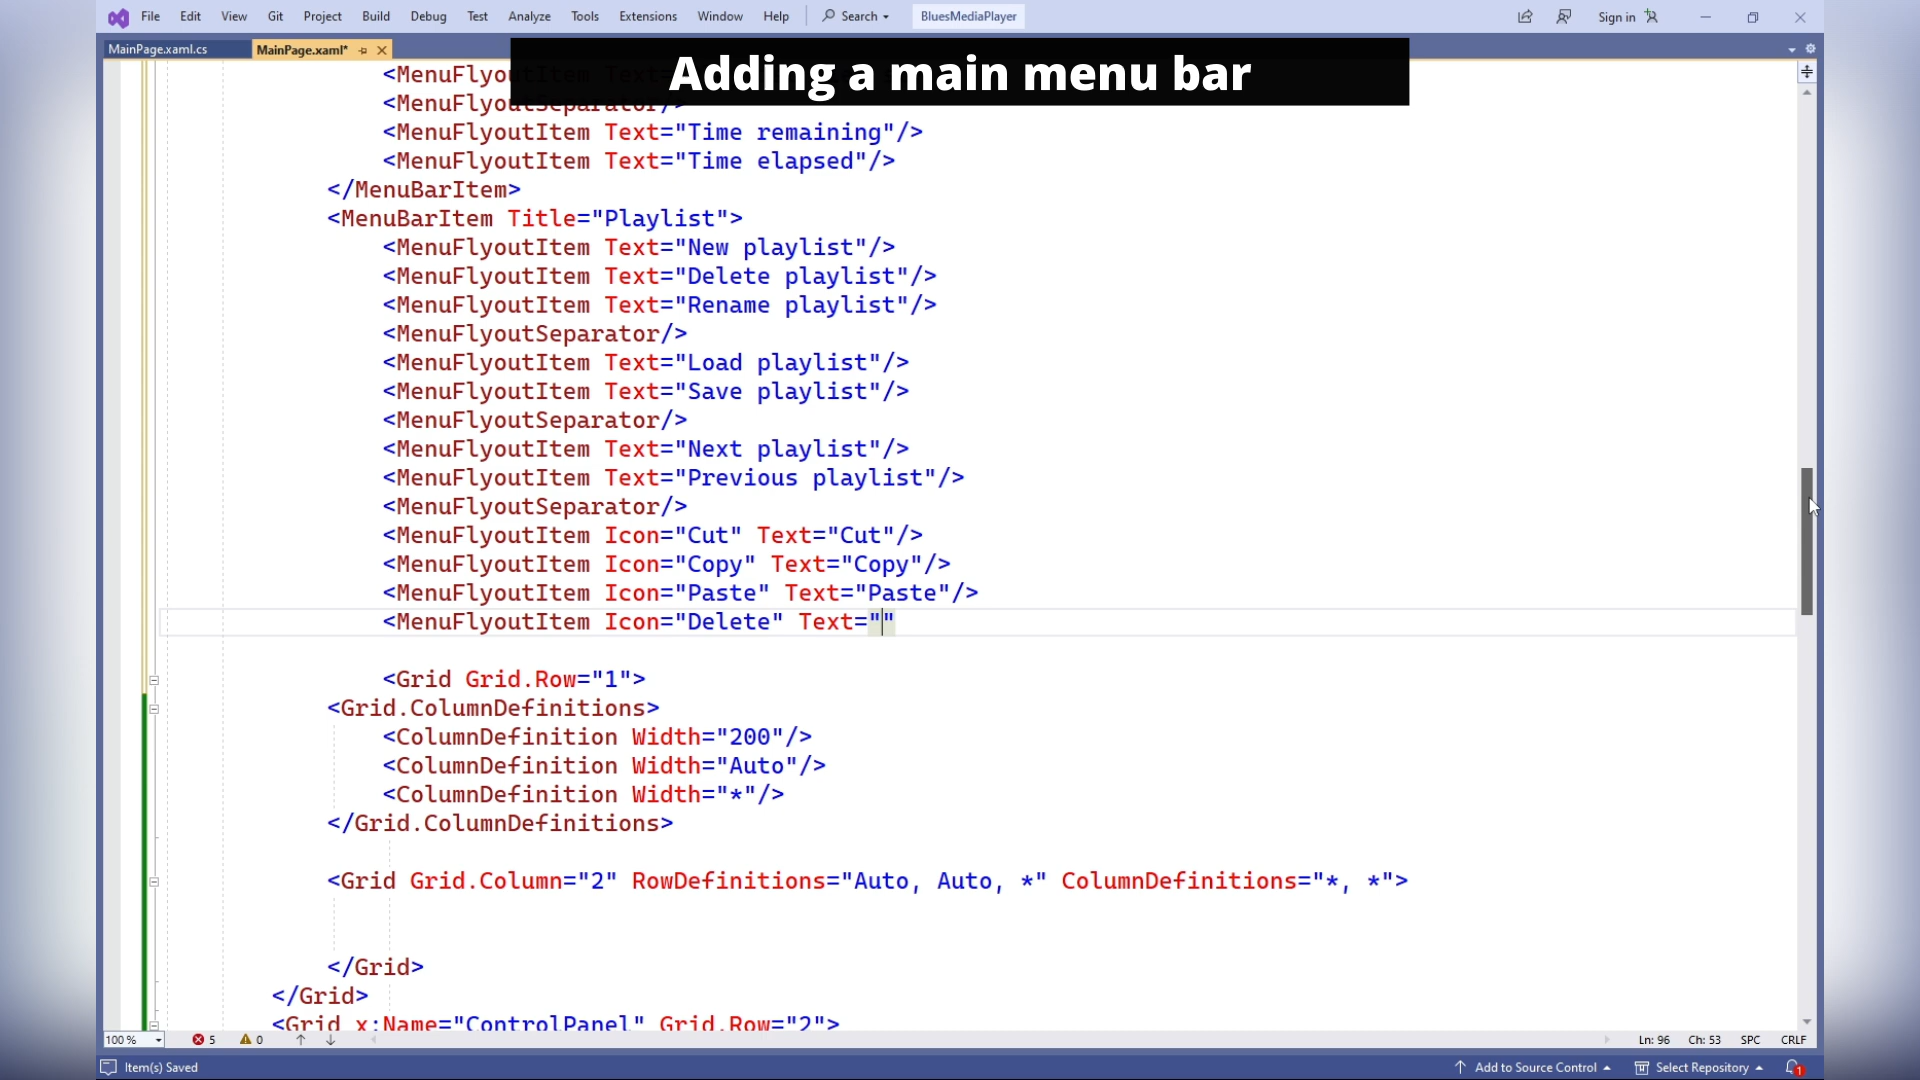 File Edit View Git Project Build Debug Test Analyze Tools Extensions Window Help Search BluesMediaPlayer Sign in
MainPage.xaml.cs MainPage.xaml*
Adding a main menu bar
<MenuFlyoutItem Text=
<MenuFlyoutSeparator/>
<MenuFlyoutItem Text="Time remaining"/>
<MenuFlyoutItem Text="Time elapsed"/>
</MenuBarItem>
<MenuBarItem Title="Playlist">
<MenuFlyoutItem Text="New playlist"/>
<MenuFlyoutItem Text="Delete playlist"/>
<MenuFlyoutItem Text="Rename playlist"/>
<MenuFlyoutSeparator/>
<MenuFlyoutItem Text="Load playlist"/>
<MenuFlyoutItem Text="Save playlist"/>
<MenuFlyoutSeparator/>
<MenuFlyoutItem Text="Next playlist"/>
<MenuFlyoutItem Text="Previous playlist"/>
<MenuFlyoutSeparator/>
<MenuFlyoutItem Icon="Cut" Text="Cut"/>
<MenuFlyoutItem Icon="Copy" Text="Copy"/>
<MenuFlyoutItem Icon="Paste" Text="Paste"/>
<MenuFlyoutItem Icon="Delete" Text=""
<Grid Grid.Row="1">
<Grid.ColumnDefinitions>
<ColumnDefinition Width="200"/>
<ColumnDefinition Width="Auto"/>
<ColumnDefinition Width="*"/>
</Grid.ColumnDefinitions>
<Grid Grid.Column="2" RowDefinitions="Auto, Auto, *" ColumnDefinitions="*, *">
</Grid>
</Grid>
<Grid x:Name="ControlPanel" Grid.Row="2">
100 % 5 0 Ln: 96 Ch: 53 SPC CRLF
Item(s) Saved Add to Source Control Select Repository 1